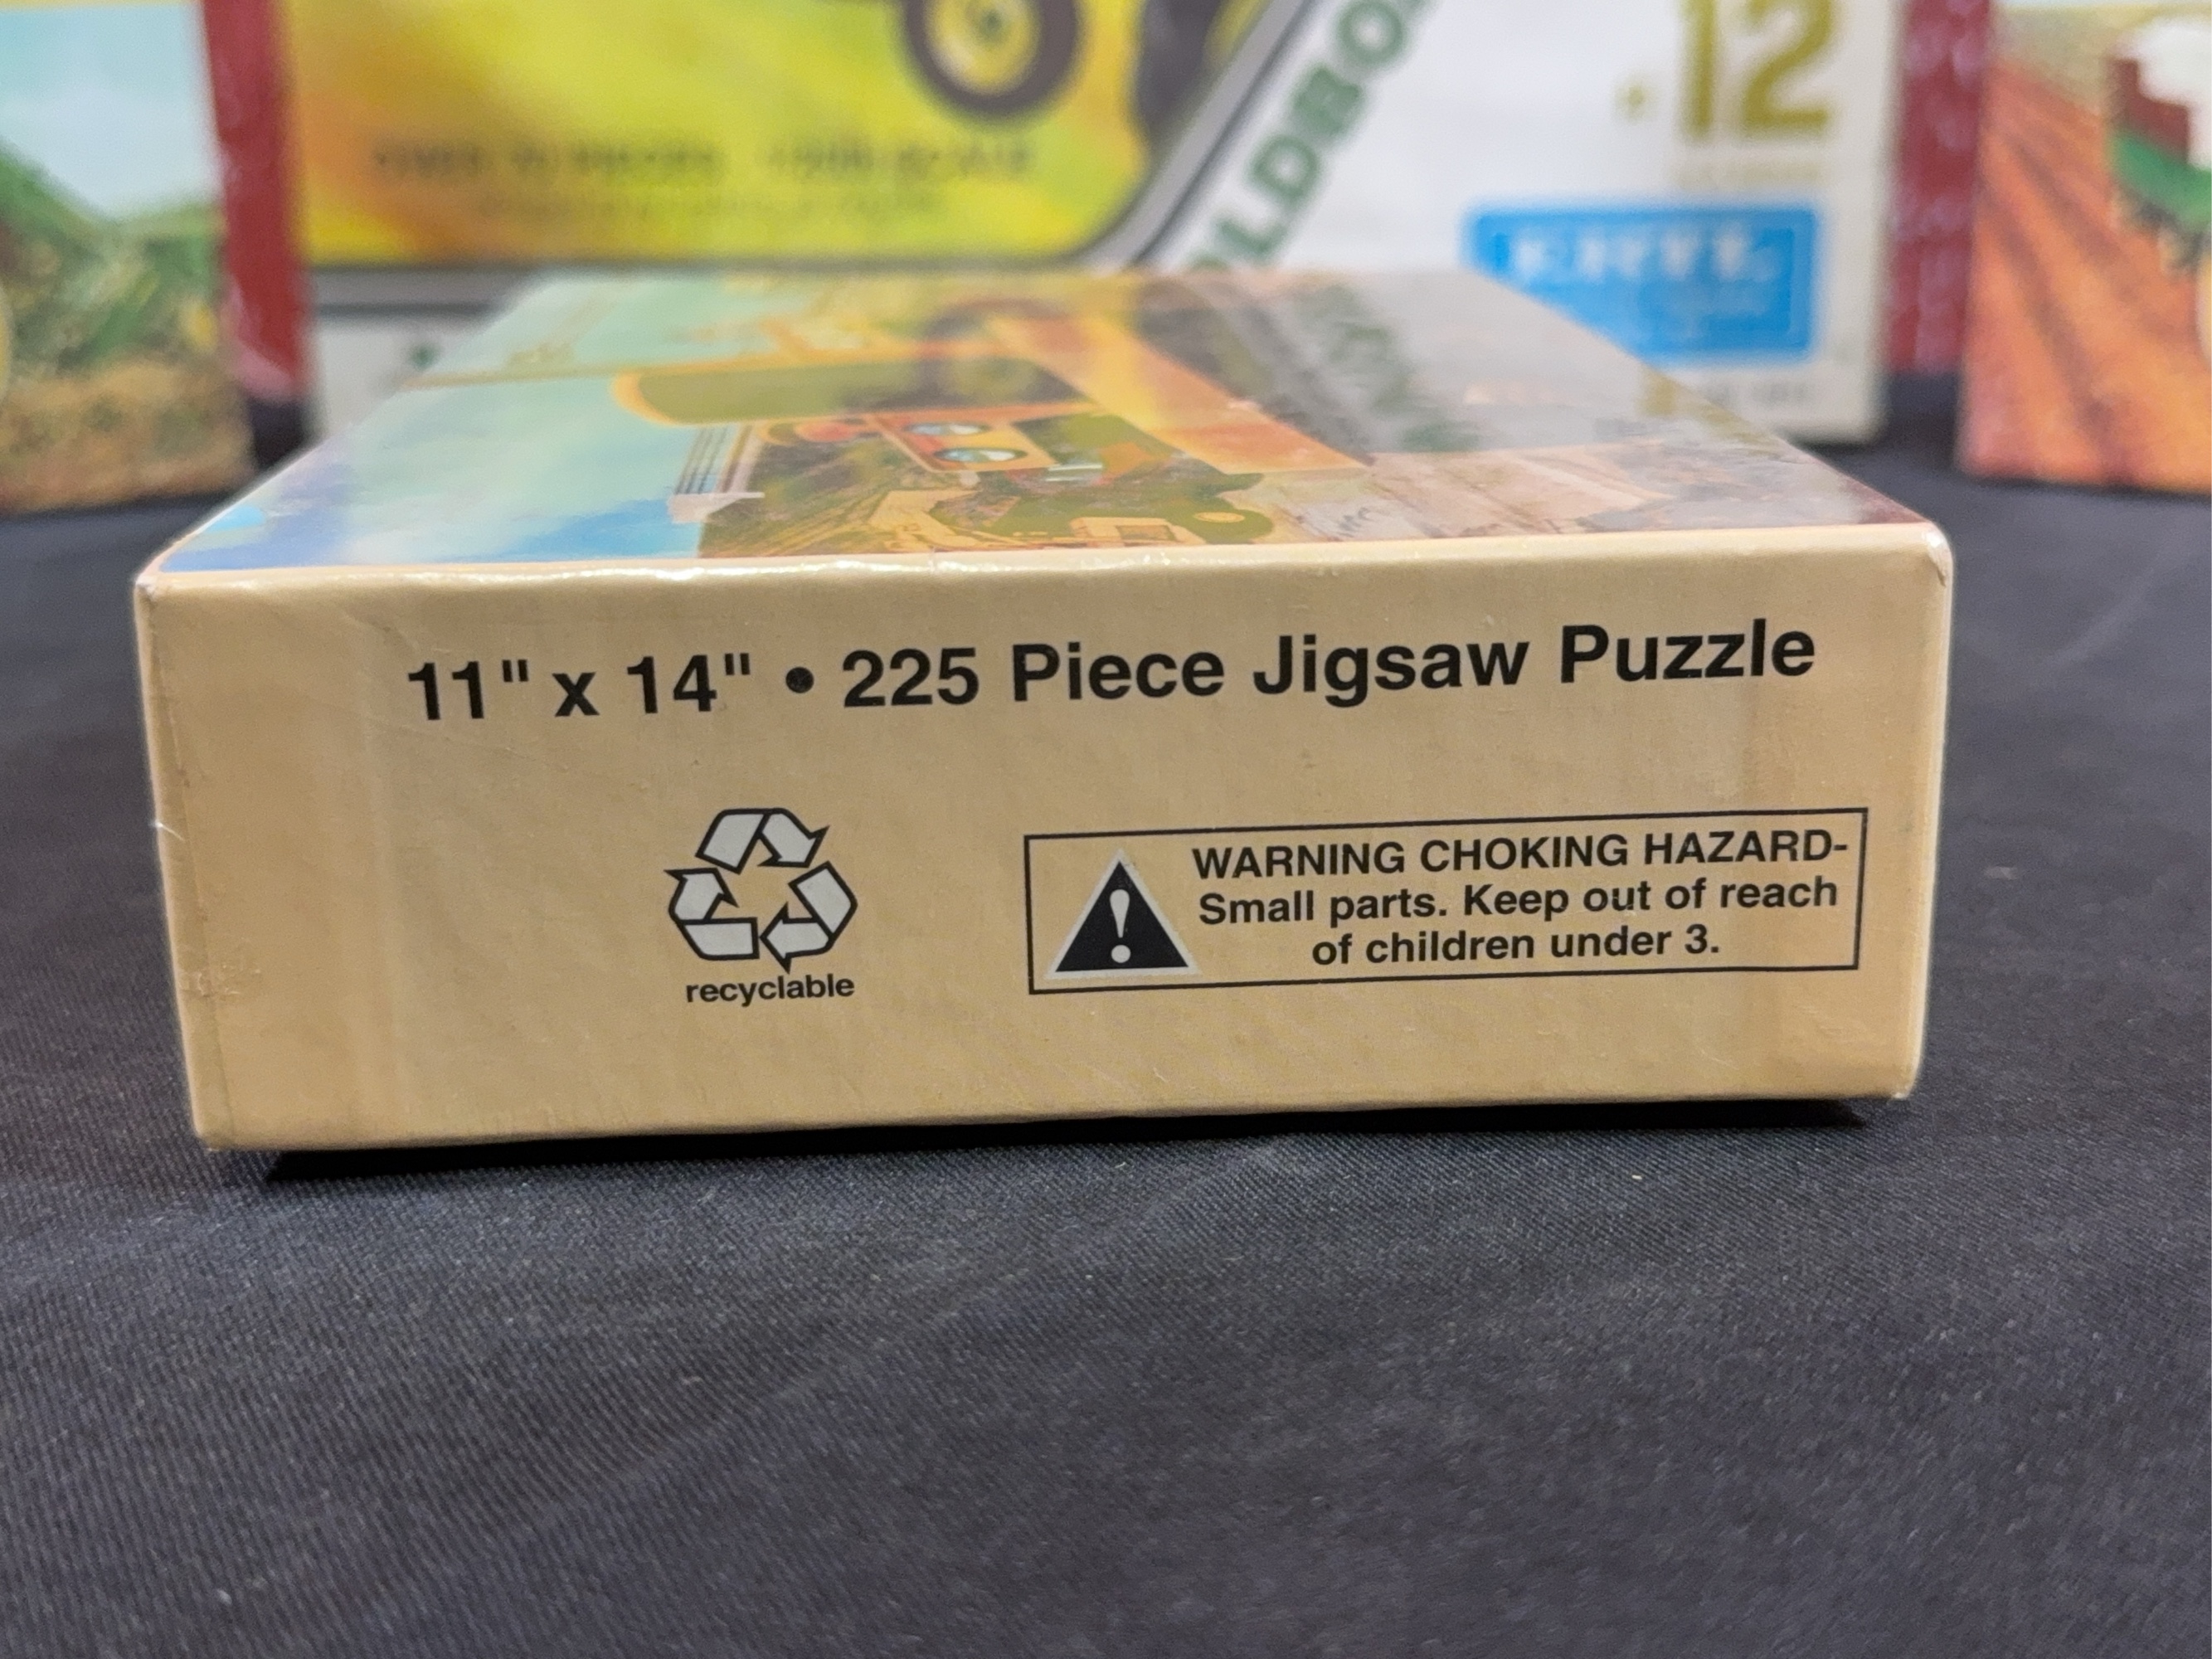 12
ERTL
11" x 14" • 225 Piece Jigsaw Puzzle
recyclable
WARNING CHOKING HAZARD-
Small parts. Keep out of reach
of children under 3.